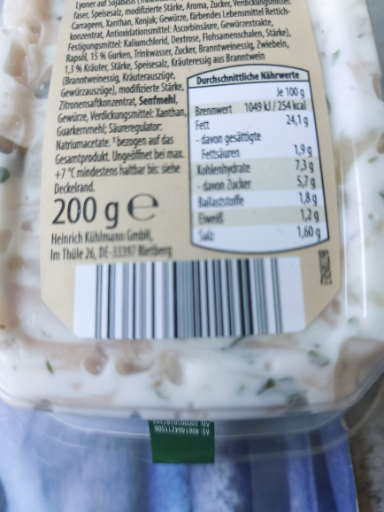 Lyoner auf Sojabasis
faser, Speisesalz, modifizierte Stärke, Aroma, Zucker, Verdickungsmittel:
Carrageen, Xanthan, Konjak, Gewürze, färbendes Lebensmittel Rettich-
konzentrat, Antioxidationsmittel: Ascorbinsäure, Gewürzextrakte,
Festigungsmittel: Kaliumchlorid, Dextrose, Flohsamenschalen, Stärke),
Rapsöl, 15 % Gurken, Trinkwasser, Zucker, Branntweinessig, Zwiebeln,
1,3 % Kräuter, Stärke, Speisesalz, Kräuteressig aus Branntwein
(Branntweinessig, Kräuterauszüge,
Gewürzauszüge), modifizierte Stärke,
Zitronensaftkonzentrat, Senfmehl,
Gewürze, Verdickungsmittel: Xanthan,
Guarkernmehl; Säureregulator:
Natriumacetate. ¹ bezogen auf das
Gesamtprodukt. Ungeöffnet bei max.
+7 °C mindestens haltbar bis: siehe
Deckelrand.
200 g e
Heinrich Kühlmann GmbH,
Im Thüle 26, DE-33397 Rietberg
Durchschnittliche Nährwerte
Je 100 g
Brennwert 1049 kJ / 254 kcal
Fett 24,1 g
- davon gesättigte
Fettsäuren 1,9 g
Kohlenhydrate 7,3 g
- davon Zucker 5,7 g
Ballaststoffe 1,8 g
Eiweiß 1,2 g
Salz 1,60 g